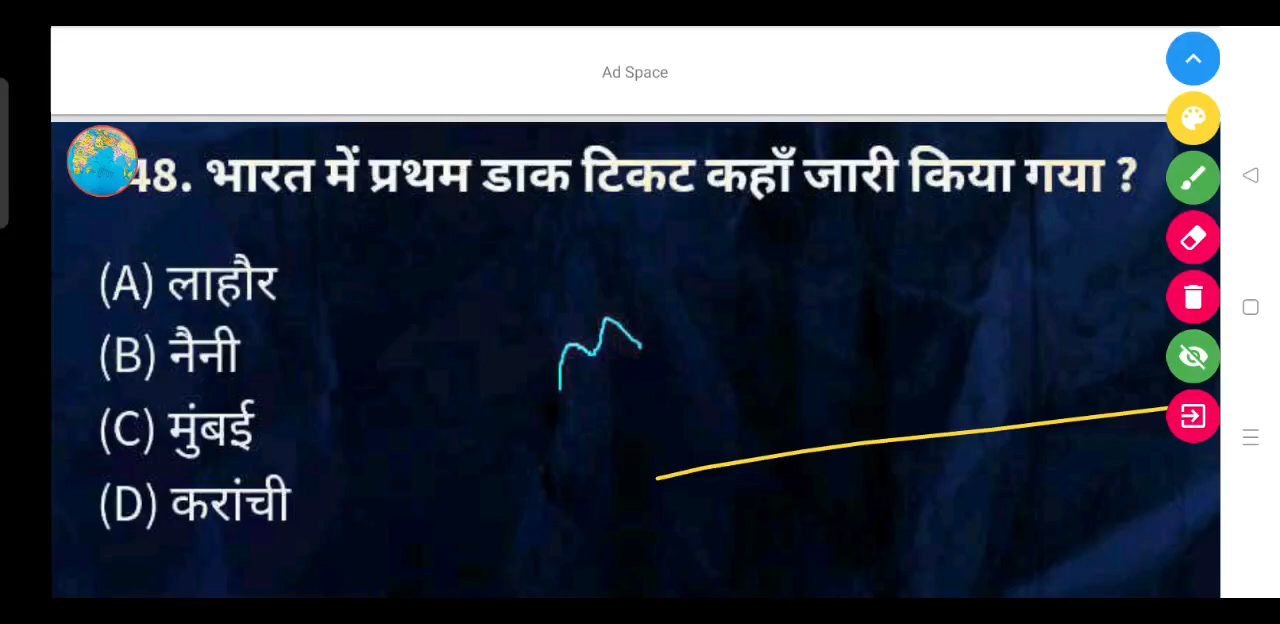 Ad Space
48. भारत में प्रथम डाक टिकट कहाँ जारी किया गया ?
(A) लाहौर
(B) नैनी
(C) मुंबई
(D) करांची